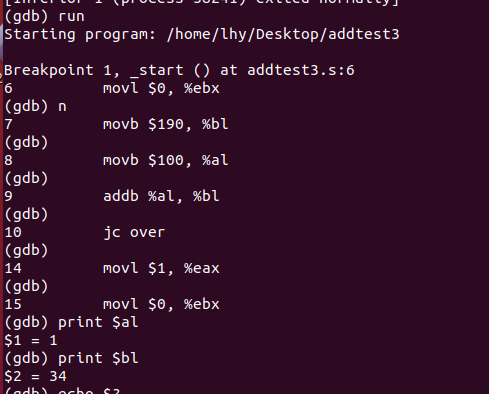 [Inferior 1 (process 38241) exited normally]
(gdb) run
Starting program: /home/lhy/Desktop/addtest3
Breakpoint 1, _start () at addtest3.s:6
6 movl $0, %ebx
(gdb) n
7 movb $190, %bl
(gdb)
8 movb $100, %al
(gdb)
9 addb %al, %bl
(gdb)
10 jc over
(gdb)
14 movl $1, %eax
(gdb)
15 movl $0, %ebx
(gdb) print $al
$1 = 1
(gdb) print $bl
$2 = 34
(gdb) echo $?